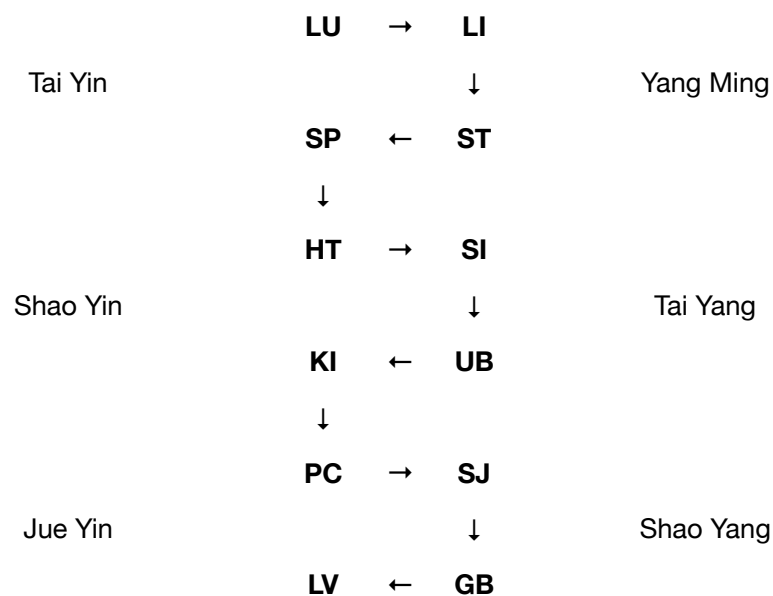 LU → LI
Tai Yin ↓ Yang Ming
SP ← ST
↓
HT → SI
Shao Yin ↓ Tai Yang
KI ← UB
↓
PC → SJ
Jue Yin ↓ Shao Yang
LV ← GB